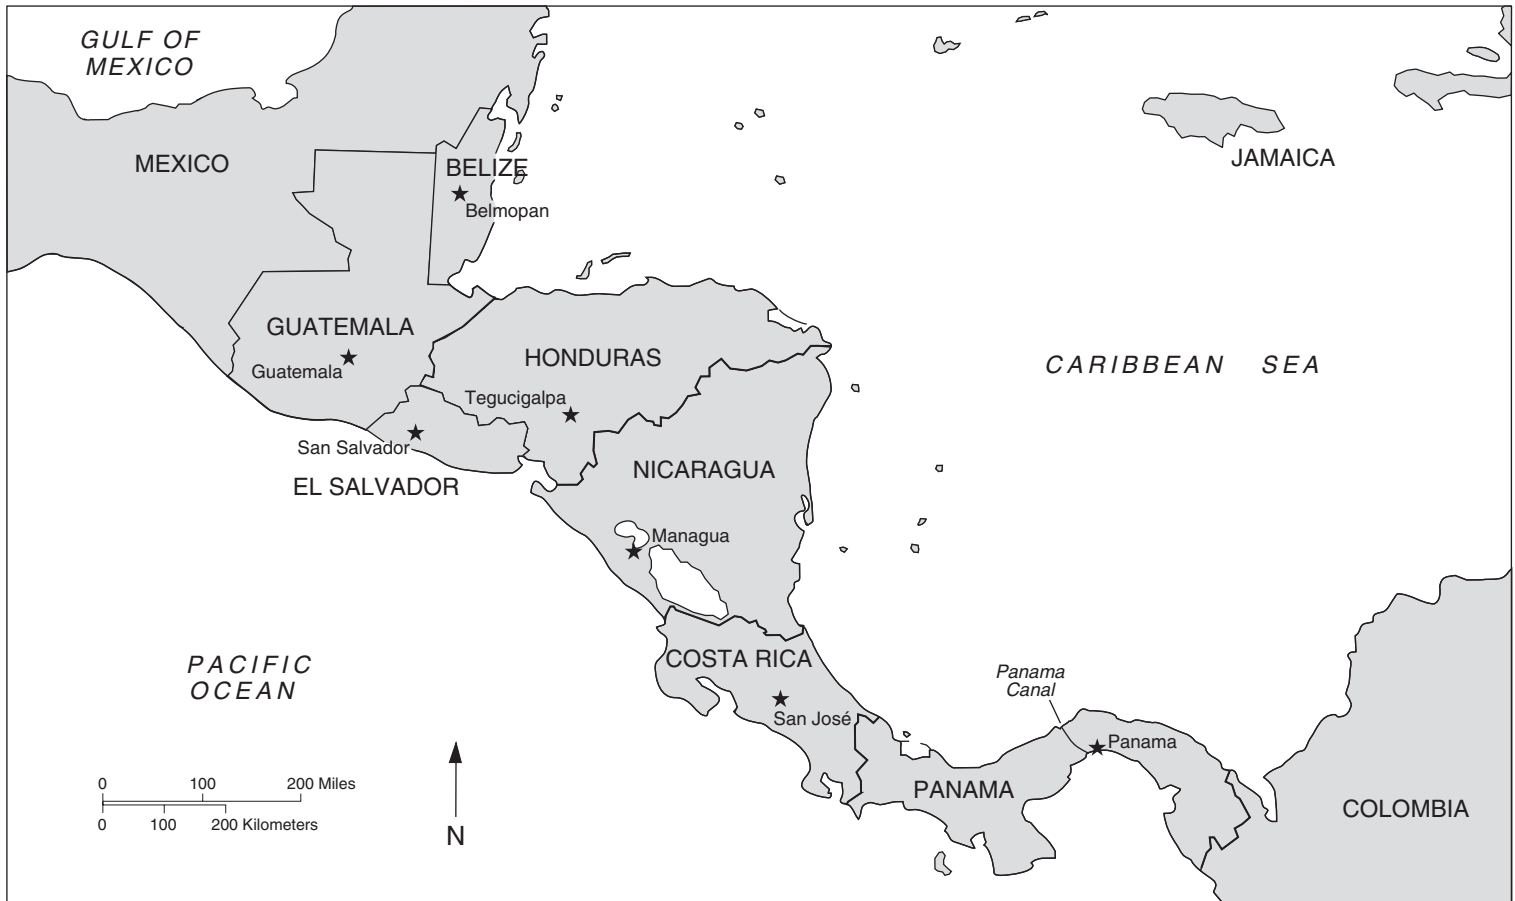 GULF OF
MEXICO
MEXICO
BELIZE
Belmopan
JAMAICA
GUATEMALA
Guatemala
HONDURAS
Tegucigalpa
CARIBBEAN SEA
San Salvador
EL SALVADOR
NICARAGUA
Managua
PACIFIC
OCEAN
COSTA RICA
San José
Panama
Canal
Panama
PANAMA
COLOMBIA
0 100 200 Miles
0 100 200 Kilometers
N